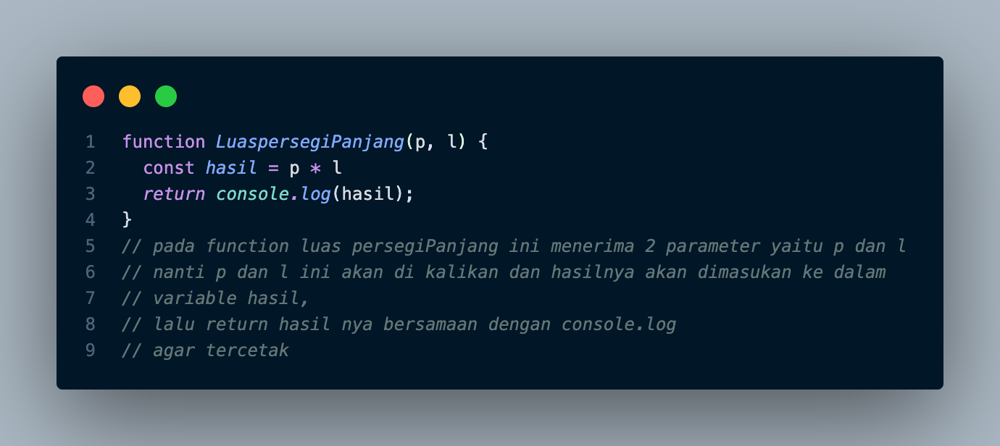 1 function LuaspersegiPanjang(p, l) {
2   const hasil = p * l
3   return console.log(hasil);
4 }
5 // pada function luas persegiPanjang ini menerima 2 parameter yaitu p dan l
6 // nanti p dan l ini akan di kalikan dan hasilnya akan dimasukan ke dalam
7 // variable hasil,
8 // lalu return hasil nya bersamaan dengan console.log
9 // agar tercetak